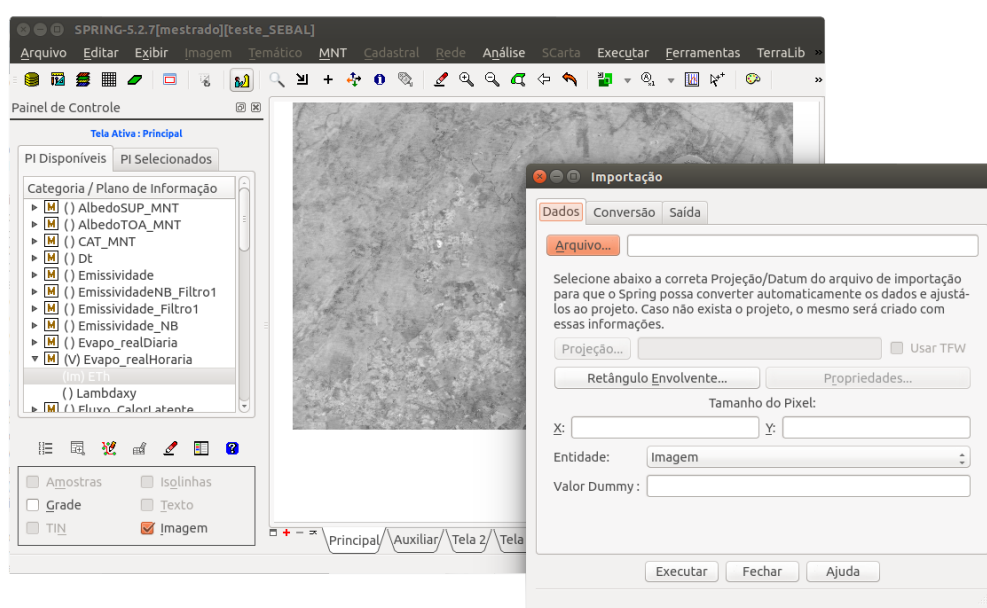 SPRING-5.2.7[mestrado][teste_SEBAL]
Arquivo Editar Exibir Imagem Temático MNT Cadastral Rede Análise SCarta Executar Ferramentas TerraLib »
Painel de Controle
Tela Ativa : Principal
PI Disponíveis PI Selecionados
Categoria / Plano de Informação
M () AlbedoSUP_MNT
M () AlbedoTOA_MNT
M () CAT_MNT
M () Dt
M () Emissividade
M () EmissividadeNB_Filtro1
M () Emissividade_Filtro1
M () Emissividade_NB
M () Evapo_realDiaria
M (V) Evapo_realHoraria
(Im) ETh
() Lambdaxy
M () Fluxo_CalorLatente
Amostras Isolinhas
Grade Texto
TIN Imagem
Principal Auxiliar Tela 2 Tela
Importação
Dados Conversão Saída
Arquivo...
Selecione abaixo a correta Projeção/Datum do arquivo de importação
para que o Spring possa converter automaticamente os dados e ajustá-
los ao projeto. Caso não exista o projeto, o mesmo será criado com
essas informações.
Projeção... Usar TFW
Retângulo Envolvente... Propriedades...
Tamanho do Pixel:
X: Y:
Entidade: Imagem
Valor Dummy :
Executar Fechar Ajuda